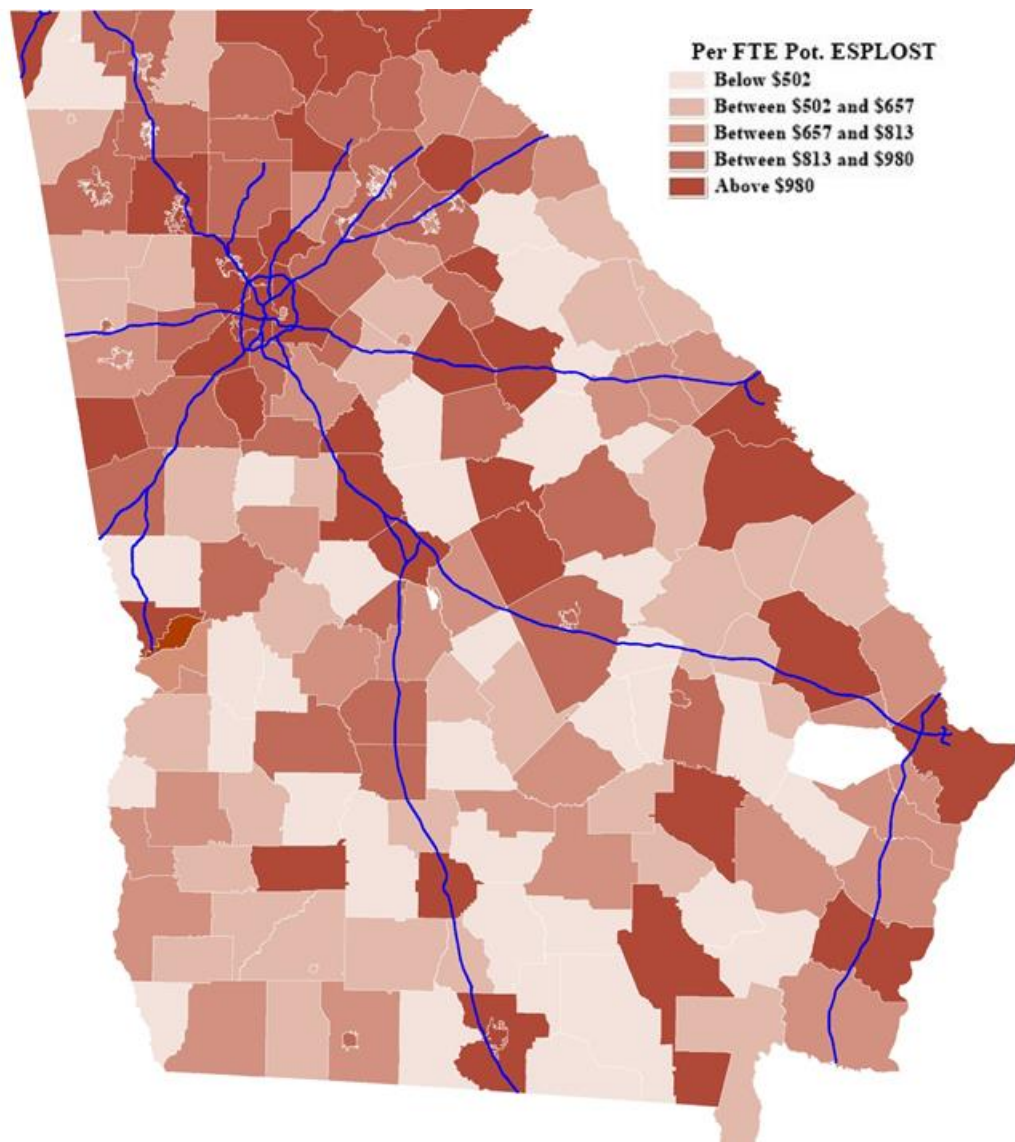 Per FTE Pot. ESPLOST
Below $502
Between $502 and $657
Between $657 and $813
Between $813 and $980
Above $980